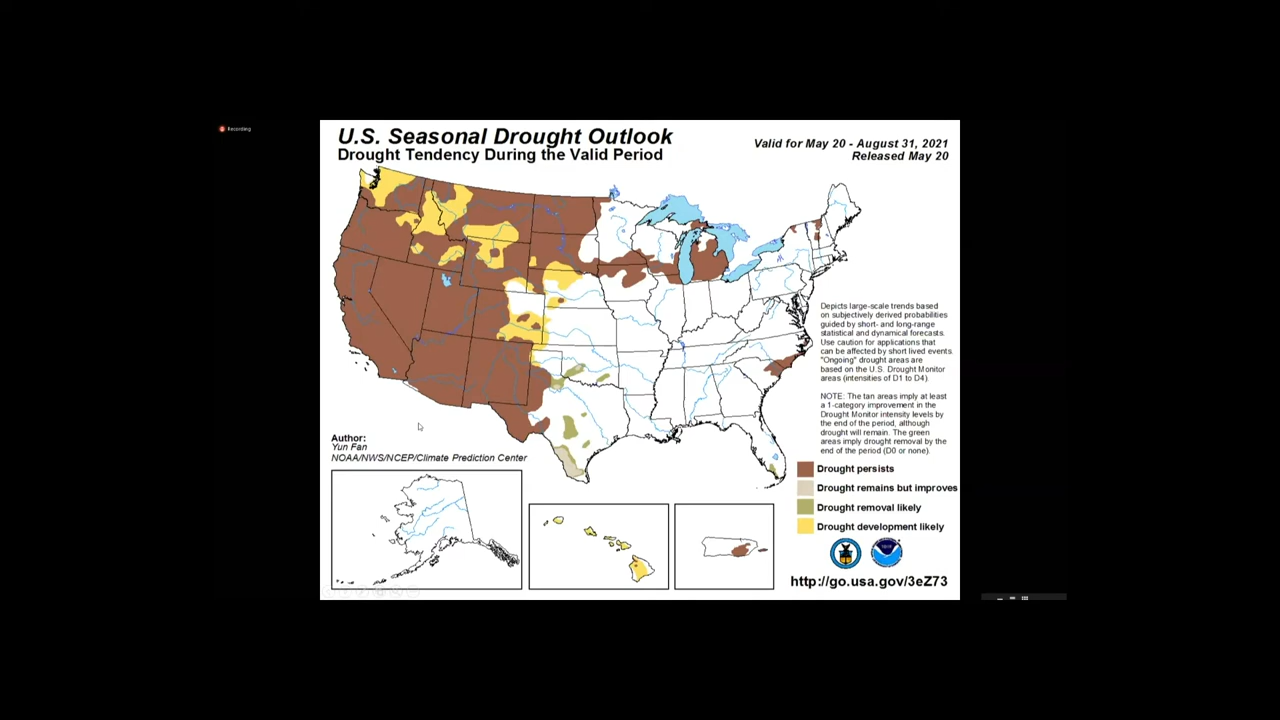 Recording
U.S. Seasonal Drought Outlook
Drought Tendency During the Valid Period
Valid for May 20 - August 31, 2021
Released May 20
Depicts large-scale trends based
on subjectively derived probabilities
guided by short- and long-range
statistical and dynamical forecasts.
Use caution for applications that
can be affected by short lived events.
"Ongoing" drought areas are
based on the U.S. Drought Monitor
areas (intensities of D1 to D4).
NOTE: The tan areas imply at least
a 1-category improvement in the
Drought Monitor intensity levels by
the end of the period, although
drought will remain. The green
areas imply drought removal by the
end of the period (D0 or none).
Author:
Yun Fan
NOAA/NWS/NCEP/Climate Prediction Center
Drought persists
Drought remains but improves
Drought removal likely
Drought development likely
http://go.usa.gov/3eZ73